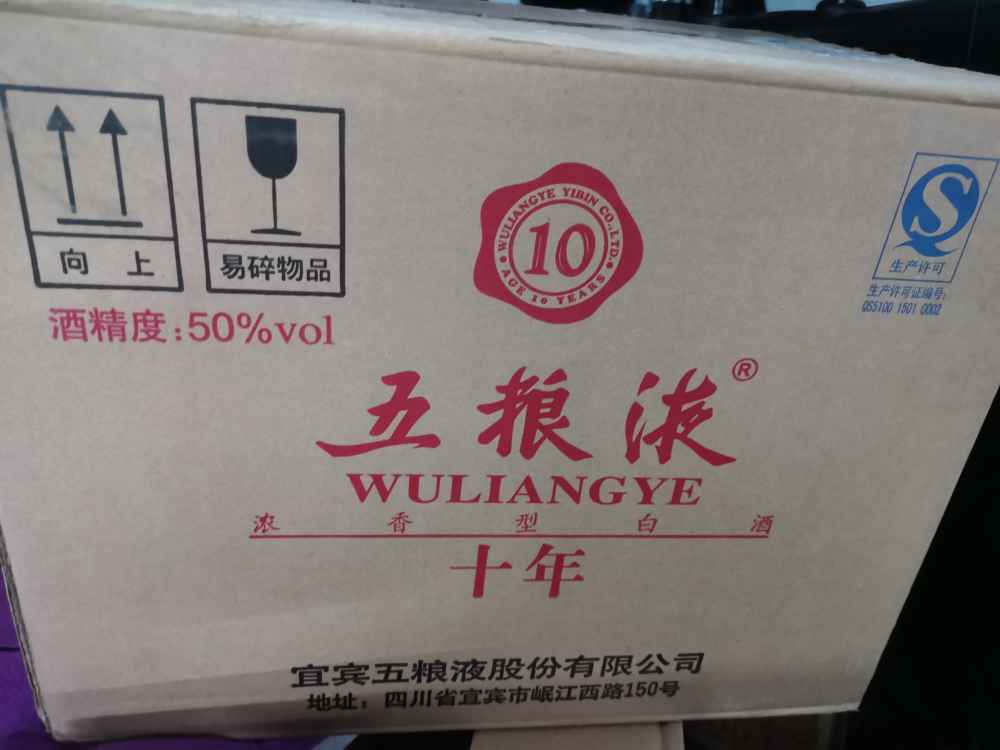 向 上
易碎物品
酒精度:50%vol
WULIANGYE YIBIN CO.,LTD.
10
AGE 10 YEARS
生产许可
生产许可证编号:
QS5100 1501 0002
五粮液®
WULIANGYE
浓香型白酒
十年
宜宾五粮液股份有限公司
地址：四川省宜宾市岷江西路150号